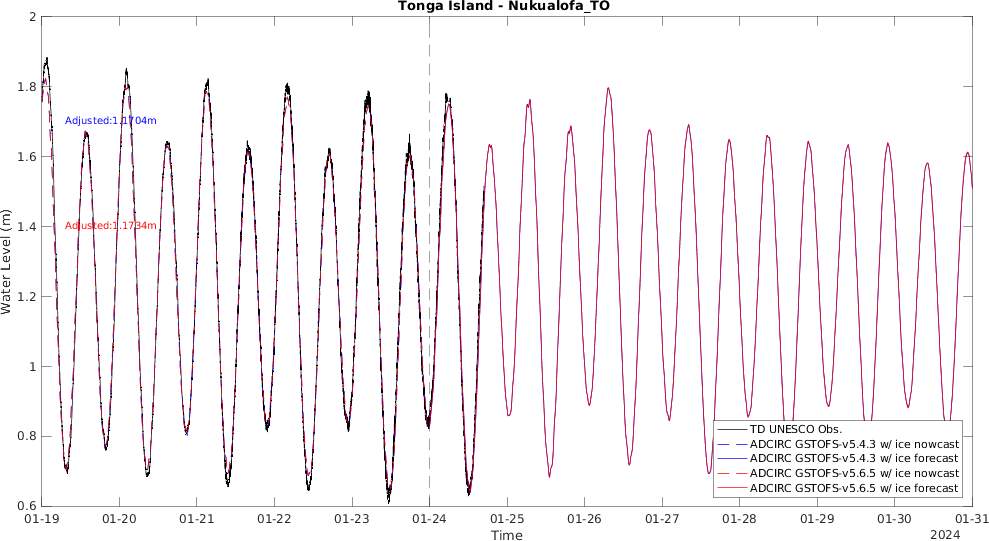 Tonga Island - Nukualofa_TO
2
1.8
1.6
1.4
1.2
1
0.8
0.6
Water Level (m)
Adjusted:1.1704m
Adjusted:1.1734m
TD UNESCO Obs.
ADCIRC GSTOFS-v5.4.3 w/ ice nowcast
ADCIRC GSTOFS-v5.4.3 w/ ice forecast
ADCIRC GSTOFS-v5.6.5 w/ ice nowcast
ADCIRC GSTOFS-v5.6.5 w/ ice forecast
01-19 01-20 01-21 01-22 01-23 01-24 01-25 01-26 01-27 01-28 01-29 01-30 01-31
Time
2024